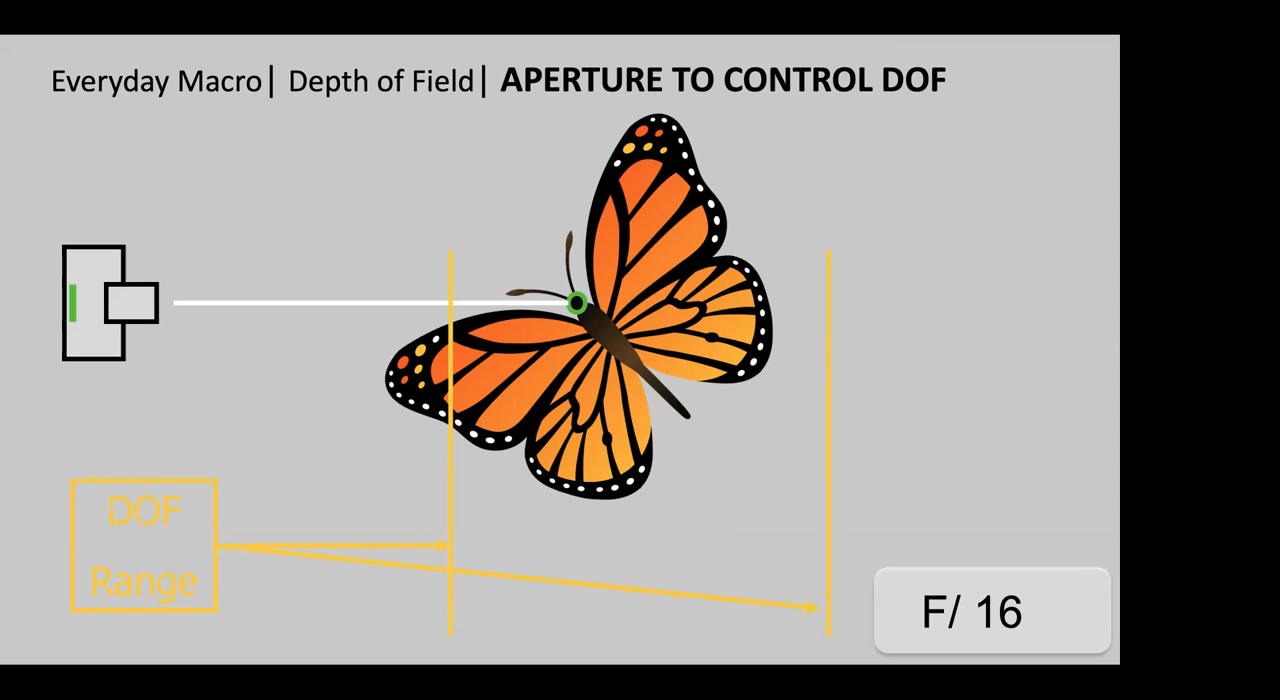 Everyday Macro| Depth of Field| APERTURE TO CONTROL DOF
DOF
Range
F/ 16